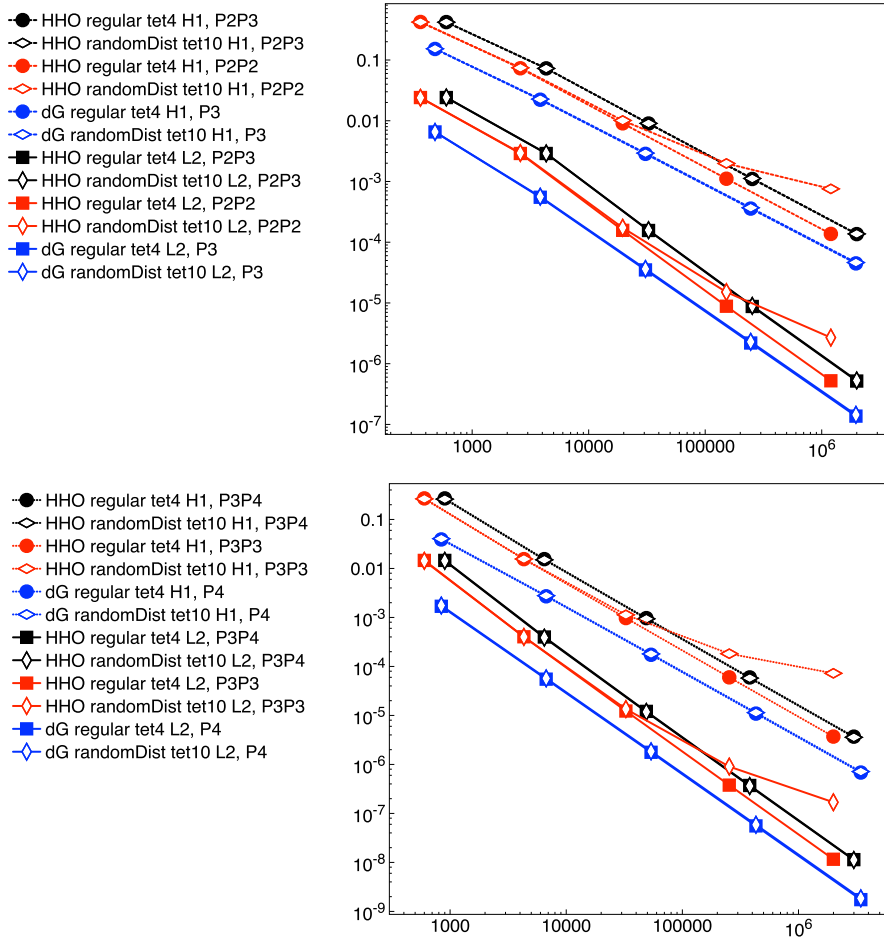 HHO regular tet4 H1, P2P3
HHO randomDist tet10 H1, P2P3
HHO regular tet4 H1, P2P2
HHO randomDist tet10 H1, P2P2
dG regular tet4 H1, P3
dG randomDist tet10 H1, P3
HHO regular tet4 L2, P2P3
HHO randomDist tet10 L2, P2P3
HHO regular tet4 L2, P2P2
HHO randomDist tet10 L2, P2P2
dG regular tet4 L2, P3
dG randomDist tet10 L2, P3
0.1
0.01
10⁻³
10⁻⁴
10⁻⁵
10⁻⁶
10⁻⁷
1000 10000 100000 10⁶
HHO regular tet4 H1, P3P4
HHO randomDist tet10 H1, P3P4
HHO regular tet4 H1, P3P3
HHO randomDist tet10 H1, P3P3
dG regular tet4 H1, P4
dG randomDist tet10 H1, P4
HHO regular tet4 L2, P3P4
HHO randomDist tet10 L2, P3P4
HHO regular tet4 L2, P3P3
HHO randomDist tet10 L2, P3P3
dG regular tet4 L2, P4
dG randomDist tet10 L2, P4
0.1
0.01
10⁻³
10⁻⁴
10⁻⁵
10⁻⁶
10⁻⁷
10⁻⁸
10⁻⁹
1000 10000 100000 10⁶